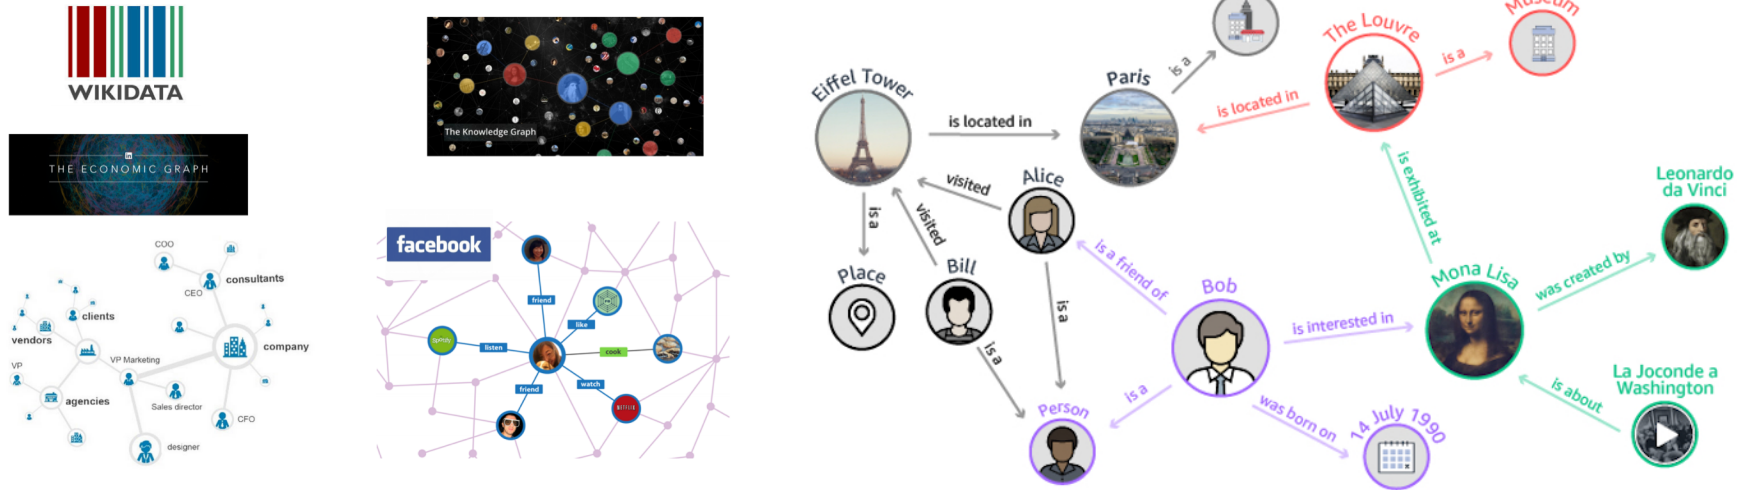 WIKIDATA
The Knowledge Graph
in
THE ECONOMIC GRAPH
COO
consultants
CEO
clients
vendors
company
VP
VP Marketing
agencies
Sales director
CFO
designer
facebook
friend
like
listen
Spotify
cook
friend
watch
NETFLIX
Eiffel Tower
is located in
Paris
is a
The Louvre
is a
Museum
is located in
visited
Alice
is a
visited
Place
Bill
is a
is a
is a friend of
Bob
is interested in
is exhibited at
Mona Lisa
was created by
Leonardo
da Vinci
is about
La Joconde a
Washington
is a
Person
was born on
14 July 1990